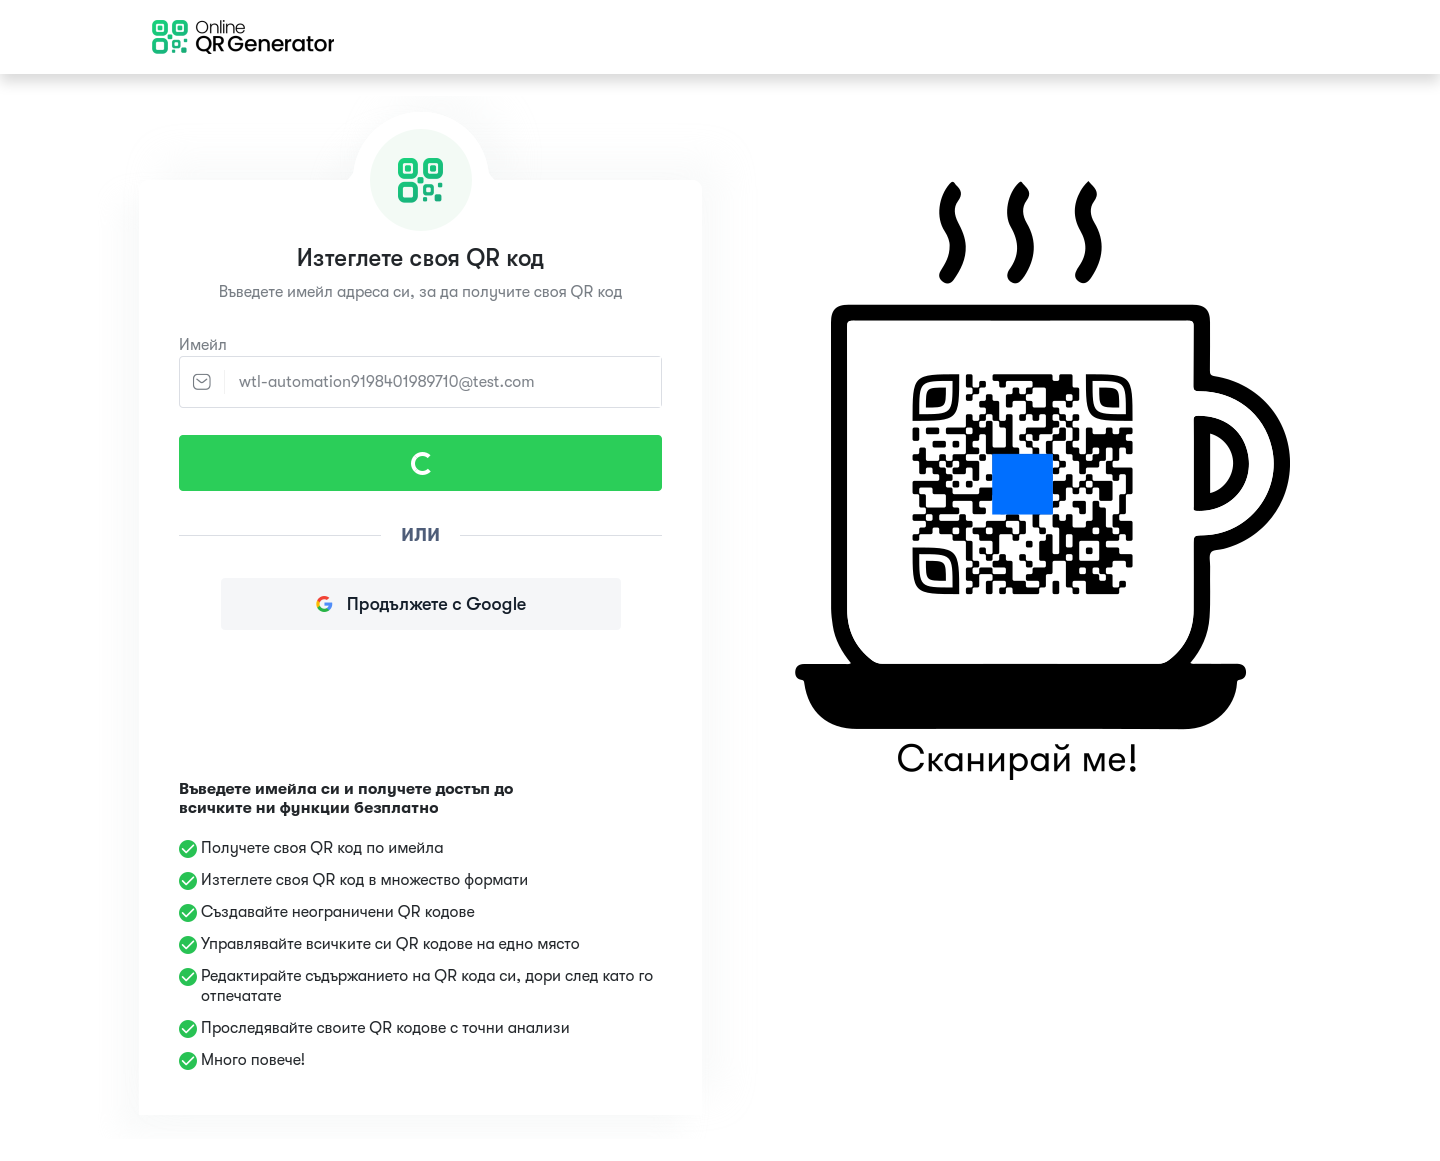 Online
QR Generator
Изтеглете своя QR код
Въведете имейл адреса си, за да получите своя QR код
Имейл
wtl-automation9198401989710@test.com
ИЛИ
Продължете с Google
Въведете имейла си и получете достъп до
всичките ни функции безплатно
Получете своя QR код по имейла
Изтеглете своя QR код в множество формати
Създавайте неограничени QR кодове
Управлявайте всичките си QR кодове на едно място
Редактирайте съдържанието на QR кода си, дори след като го
отпечатате
Проследявайте своите QR кодове с точни анализи
Много повече!
Сканирай ме!